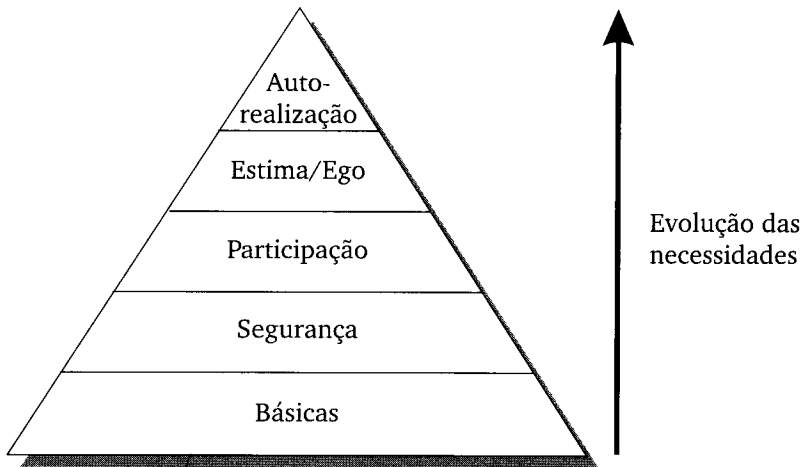 Auto-
realização
Estima/Ego
Participação
Segurança
Básicas
Evolução das
necessidades